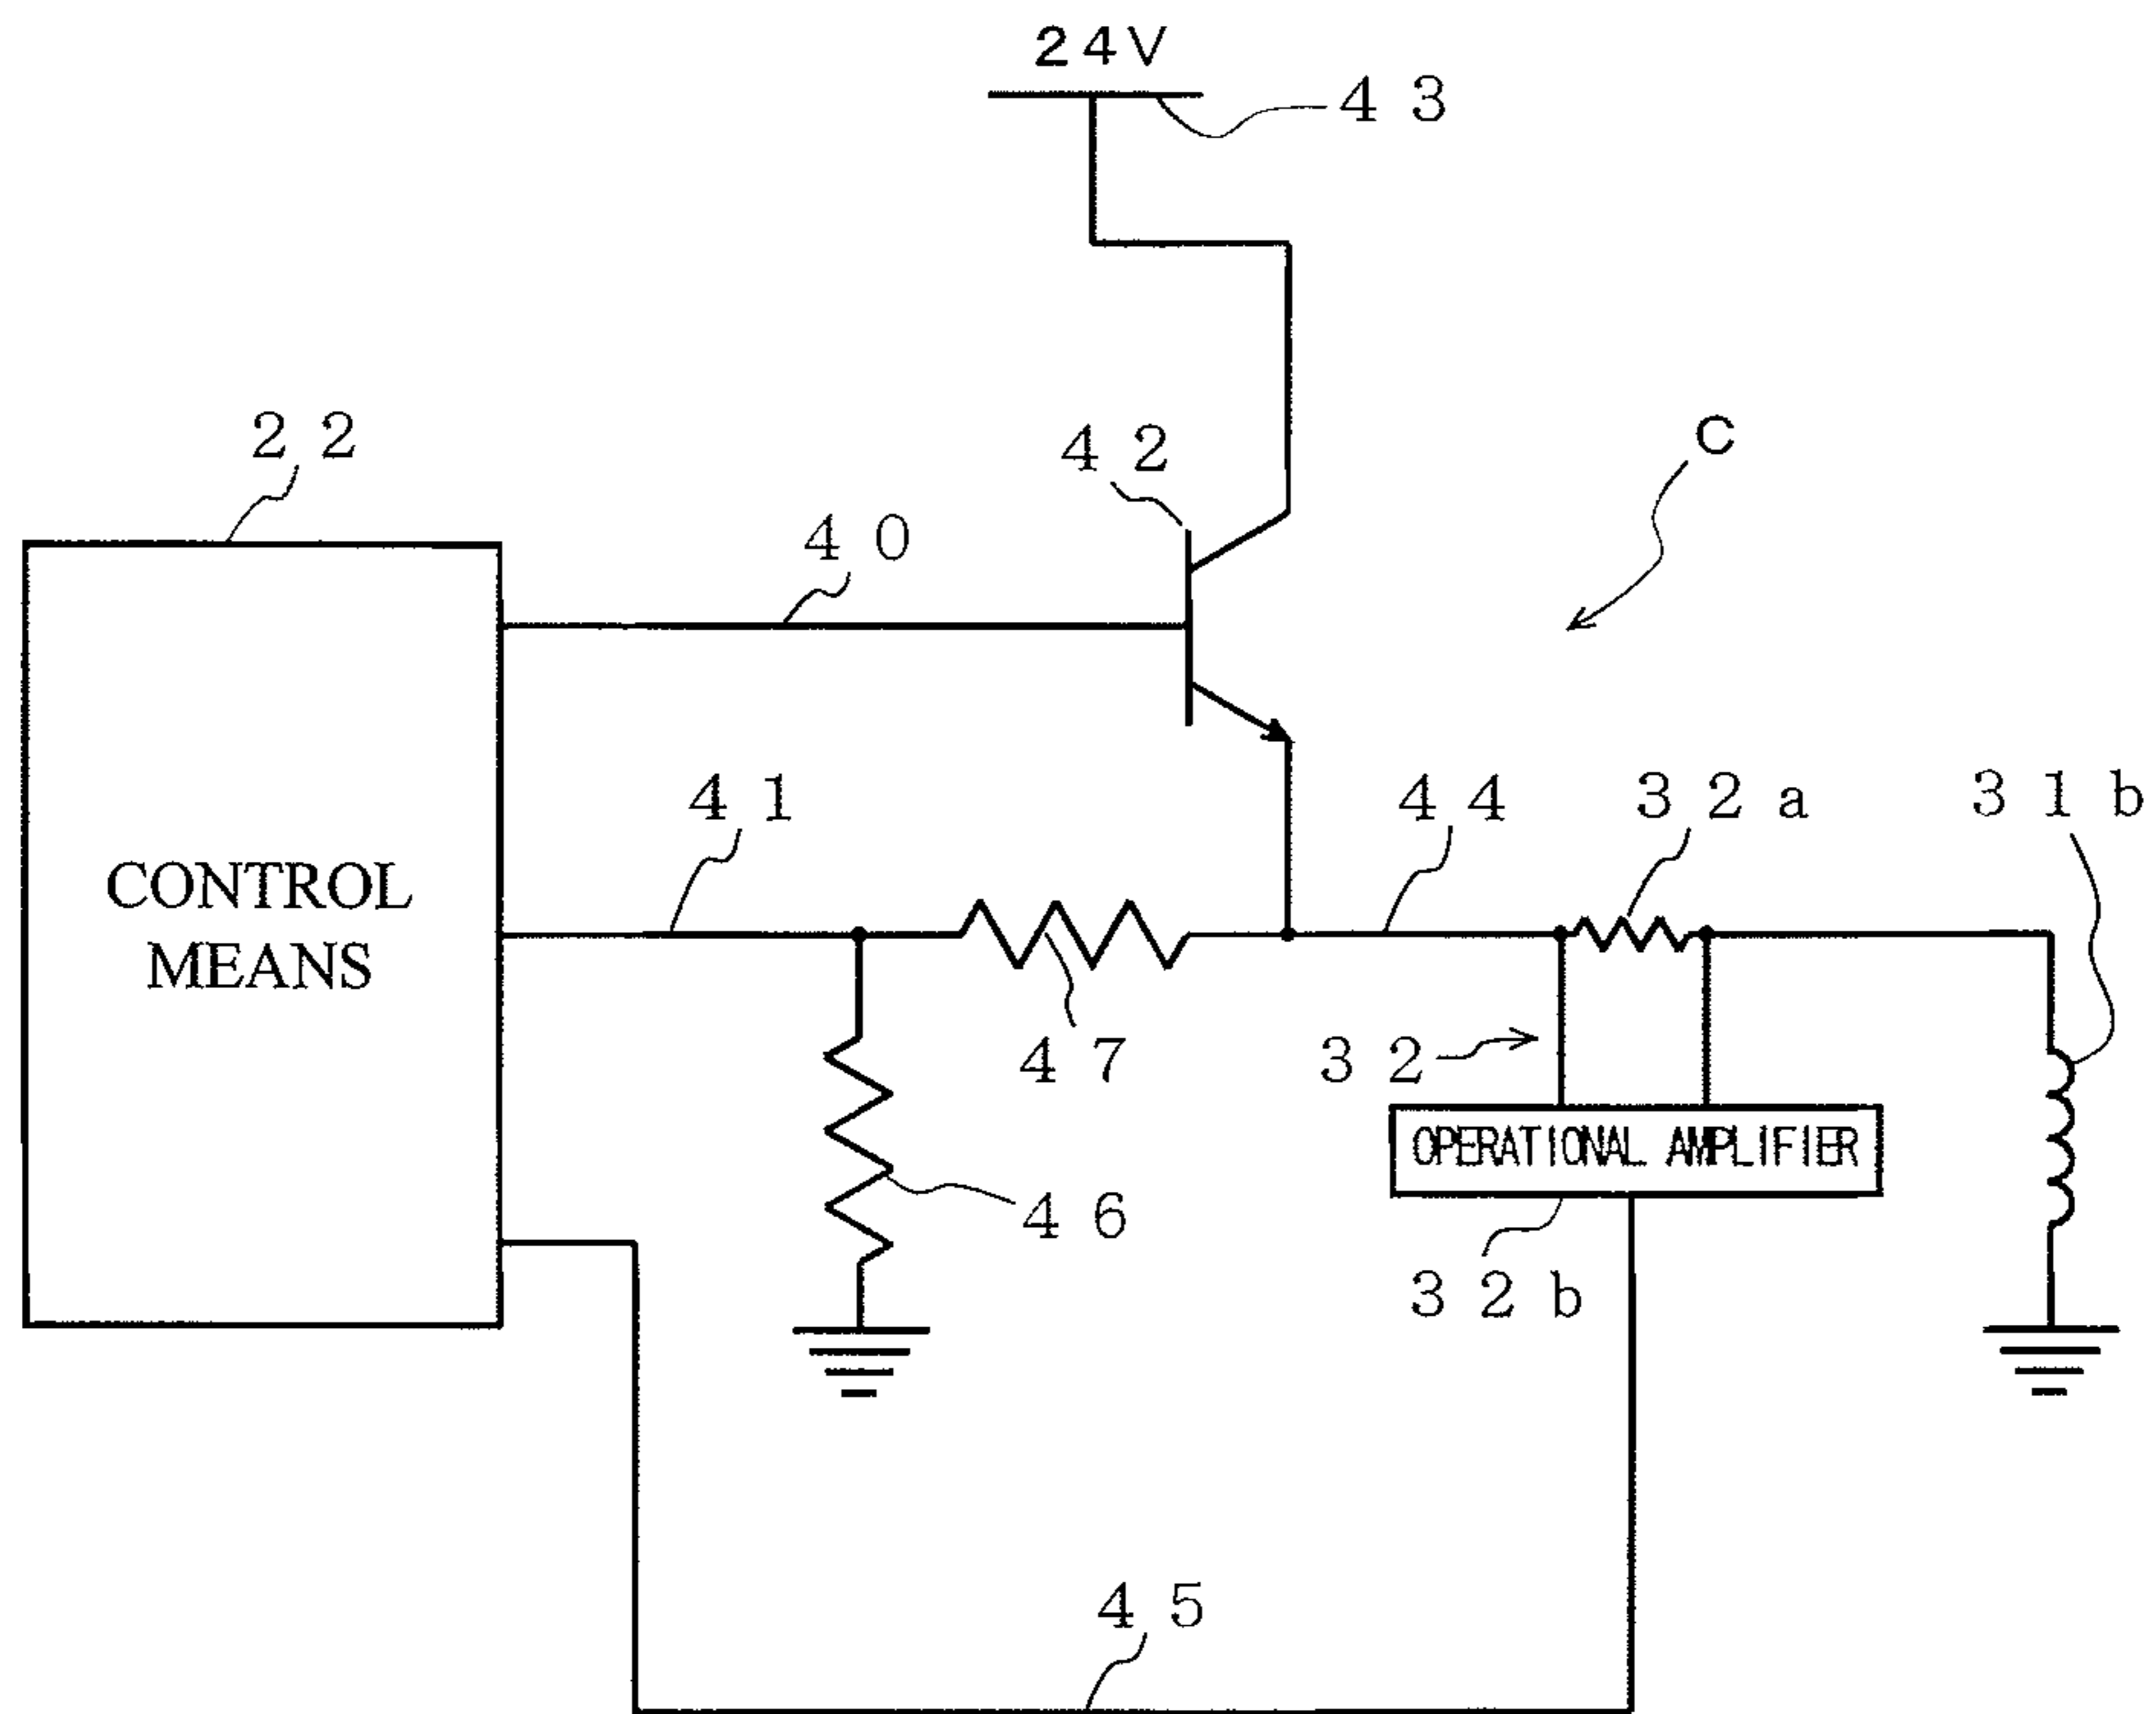 24V
43
22
42
C
40
41
44
32a
31b
CONTROL
MEANS
47
32
OPERATIONAL AMPLIFIER
46
32b
45